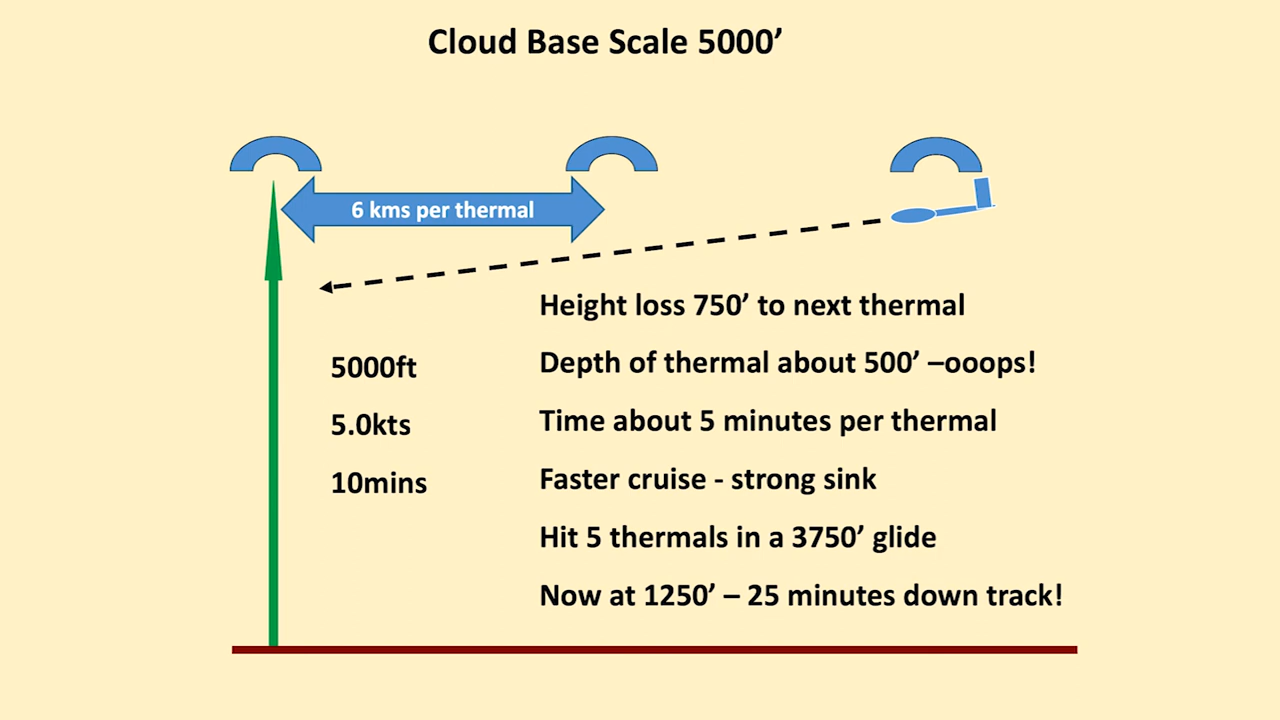 Cloud Base Scale 5000’
6 kms per thermal
Height loss 750’ to next thermal
5000ft
Depth of thermal about 500’ –ooops!
5.0kts
Time about 5 minutes per thermal
10mins
Faster cruise - strong sink
Hit 5 thermals in a 3750’ glide
Now at 1250’ – 25 minutes down track!